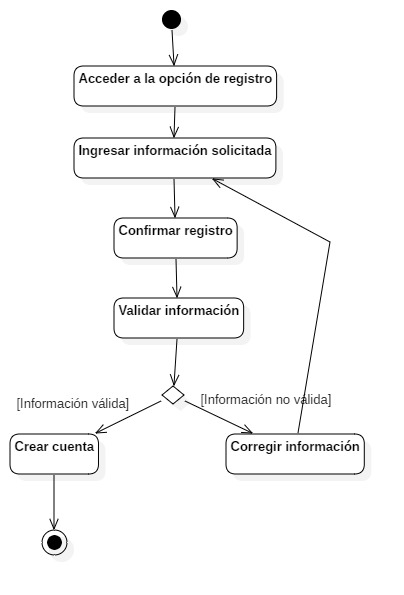 Acceder a la opción de registro
Ingresar información solicitada
Confirmar registro
Validar información
[Información válida]
[Información no válida]
Crear cuenta
Corregir información